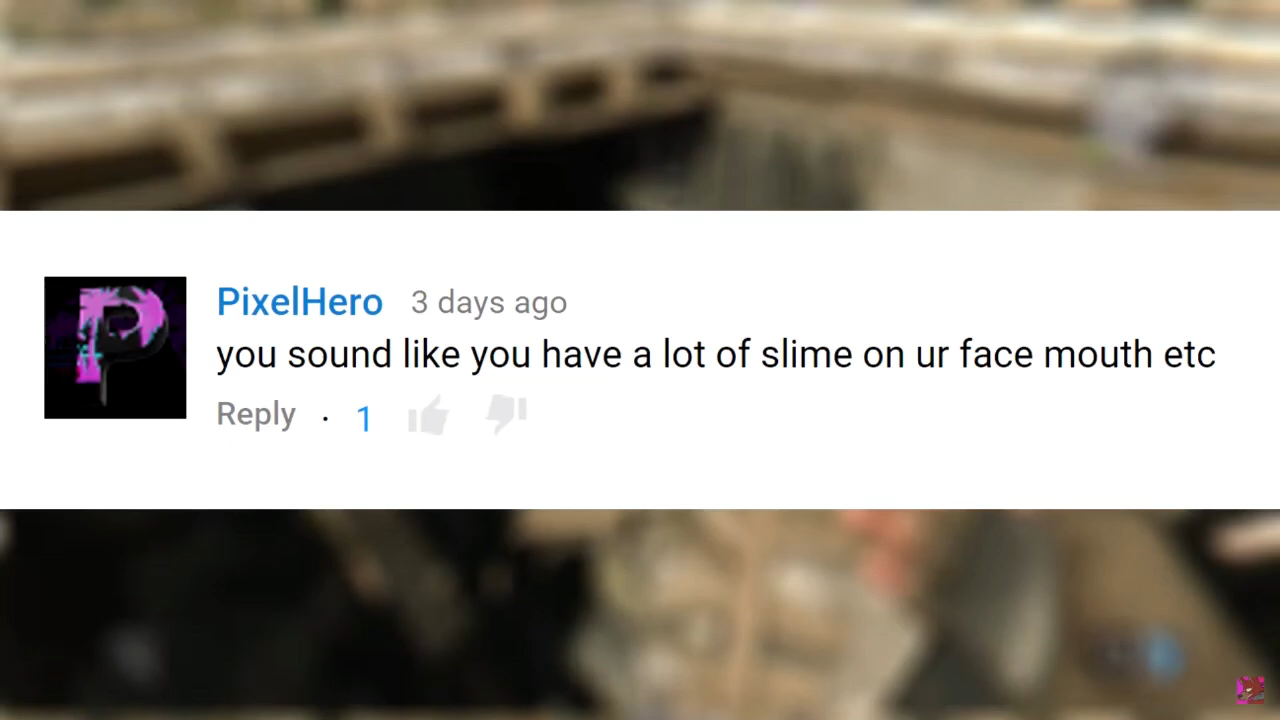 PixelHero 3 days ago
you sound like you have a lot of slime on ur face mouth etc
Reply · 1